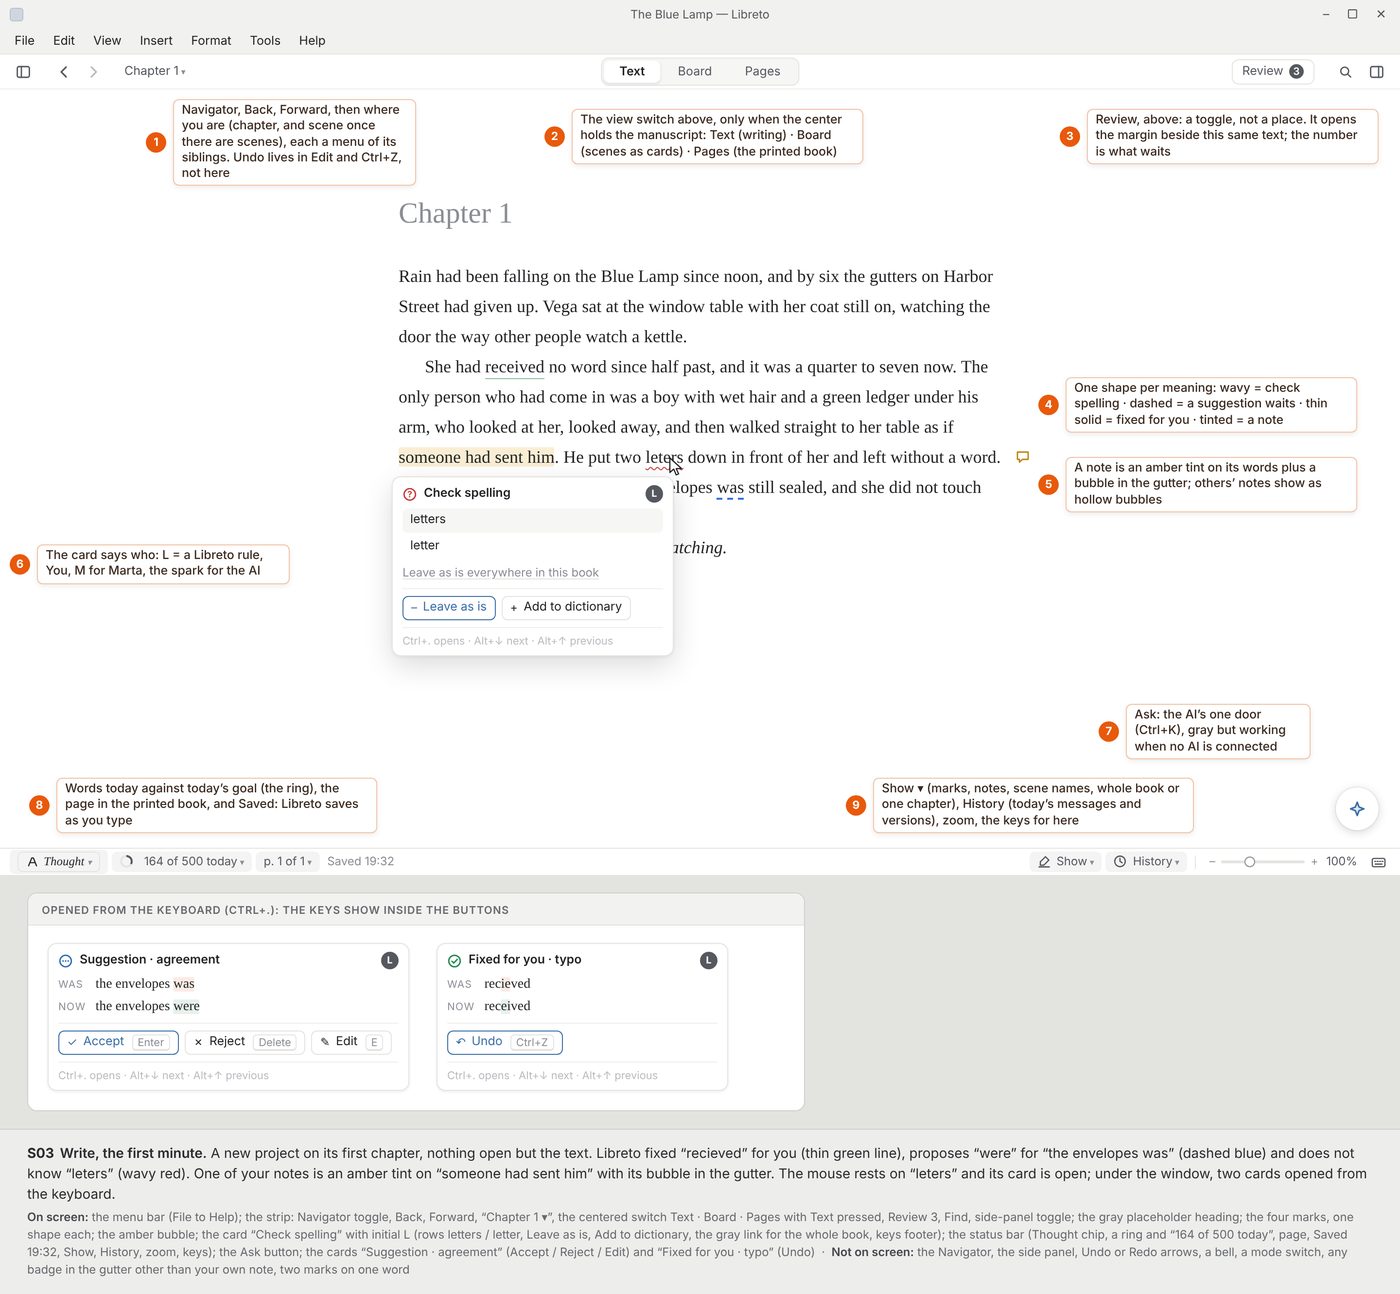 The Blue Lamp — Libreto
File Edit View Insert Format Tools Help
Chapter 1 ▾
Text Board Pages
Review 3
1
Navigator, Back, Forward, then where
you are (chapter, and scene once
there are scenes), each a menu of its
siblings. Undo lives in Edit and Ctrl+Z,
not here
2
The view switch above, only when the center
holds the manuscript: Text (writing) · Board
(scenes as cards) · Pages (the printed book)
3
Review, above: a toggle, not a place. It opens
the margin beside this same text; the number
is what waits
Chapter 1
Rain had been falling on the Blue Lamp since noon, and by six the gutters on Harbor
Street had given up. Vega sat at the window table with her coat still on, watching the
door the way other people watch a kettle.
She had received no word since half past, and it was a quarter to seven now. The
only person who had come in was a boy with wet hair and a green ledger under his
arm, who looked at her, looked away, and then walked straight to her table as if
someone had sent him. He put two leters down in front of her and left without a word.
elopes was still sealed, and she did not touch
atching.
4
One shape per meaning: wavy = check
spelling · dashed = a suggestion waits · thin
solid = fixed for you · tinted = a note
5
A note is an amber tint on its words plus a
bubble in the gutter; others’ notes show as
hollow bubbles
Check spelling L
letters
letter
Leave as is everywhere in this book
– Leave as is + Add to dictionary
Ctrl+. opens · Alt+↓ next · Alt+↑ previous
6
The card says who: L = a Libreto rule,
You, M for Marta, the spark for the AI
7
Ask: the AI’s one door
(Ctrl+K), gray but working
when no AI is connected
8
Words today against today’s goal (the ring), the
page in the printed book, and Saved: Libreto saves
as you type
9
Show ▾ (marks, notes, scene names, whole book or
one chapter), History (today’s messages and
versions), zoom, the keys for here
A Thought ▾ 164 of 500 today ▾ p. 1 of 1 ▾ Saved 19:32 Show ▾ History ▾ − + 100%
OPENED FROM THE KEYBOARD (CTRL+.): THE KEYS SHOW INSIDE THE BUTTONS
Suggestion · agreement L
WAS the envelopes was
NOW the envelopes were
✓ Accept Enter ✕ Reject Delete ✎ Edit E
Ctrl+. opens · Alt+↓ next · Alt+↑ previous
Fixed for you · typo L
WAS recieved
NOW received
↶ Undo Ctrl+Z
Ctrl+. opens · Alt+↓ next · Alt+↑ previous
S03 Write, the first minute. A new project on its first chapter, nothing open but the text. Libreto fixed “recieved” for you (thin green line), proposes “were” for “the envelopes was” (dashed blue) and does not
know “leters” (wavy red). One of your notes is an amber tint on “someone had sent him” with its bubble in the gutter. The mouse rests on “leters” and its card is open; under the window, two cards opened from
the keyboard.
On screen: the menu bar (File to Help); the strip: Navigator toggle, Back, Forward, “Chapter 1 ▾”, the centered switch Text · Board · Pages with Text pressed, Review 3, Find, side-panel toggle; the gray placeholder heading; the four marks, one
shape each; the amber bubble; the card “Check spelling” with initial L (rows letters / letter, Leave as is, Add to dictionary, the gray link for the whole book, keys footer); the status bar (Thought chip, a ring and “164 of 500 today”, page, Saved
19:32, Show, History, zoom, keys); the Ask button; the cards “Suggestion · agreement” (Accept / Reject / Edit) and “Fixed for you · typo” (Undo) · Not on screen: the Navigator, the side panel, Undo or Redo arrows, a bell, a mode switch, any
badge in the gutter other than your own note, two marks on one word